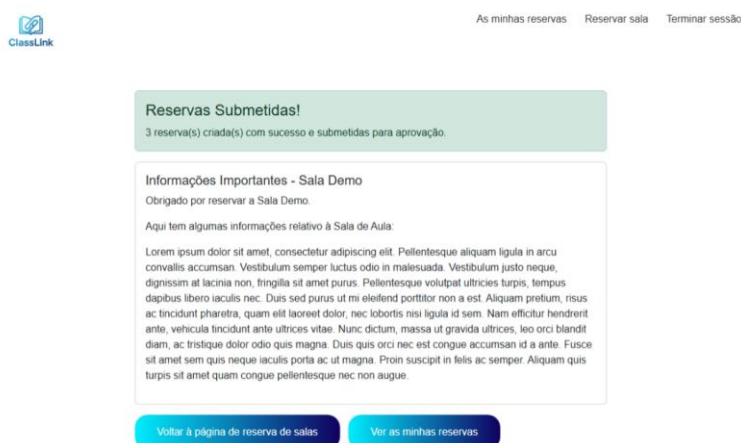 ClassLink
As minhas reservas Reservar sala Terminar sessão
Reservas Submetidas!
3 reserva(s) criada(s) com sucesso e submetidas para aprovação.
Informações Importantes - Sala Demo
Obrigado por reservar a Sala Demo.
Aqui tem algumas informações relativo à Sala de Aula:
Lorem ipsum dolor sit amet, consectetur adipiscing elit. Pellentesque aliquam ligula in arcu
convallis accumsan. Vestibulum semper luctus odio in malesuada. Vestibulum justo neque,
dignissim at lacinia non, fringilla sit amet purus. Pellentesque volutpat ultricies turpis, tempus
dapibus libero iaculis nec. Duis sed purus ut mi eleifend porttitor non a est. Aliquam pretium, risus
ac tincidunt pharetra, quam elit laoreet dolor, nec lobortis nisi ligula id sem. Nam efficitur hendrerit
ante, vehicula tincidunt ante ultrices vitae. Nunc dictum, massa ut gravida ultrices, leo orci blandit
diam, ac tristique dolor odio quis magna. Duis quis orci nec est congue accumsan id a ante. Fusce
sit amet sem quis neque iaculis porta ac ut magna. Proin suscipit in felis ac semper. Aliquam quis
turpis sit amet quam congue pellentesque nec non augue.
Voltar à página de reserva de salas Ver as minhas reservas